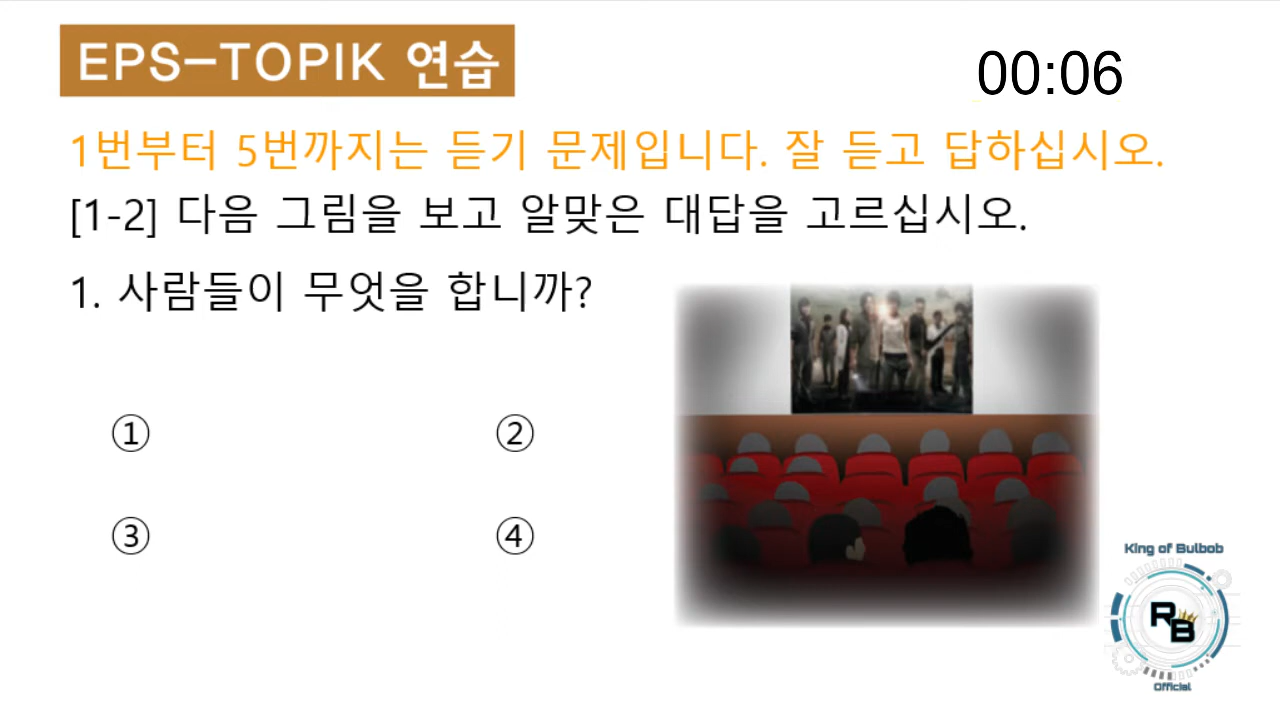 EPS-TOPIK 연습
00:06
1번부터 5번까지는 듣기 문제입니다. 잘 듣고 답하십시오.
[1-2] 다음 그림을 보고 알맞은 대답을 고르십시오.
1. 사람들이 무엇을 합니까?
① ②
③ ④
King of Bulbob
RB
Official